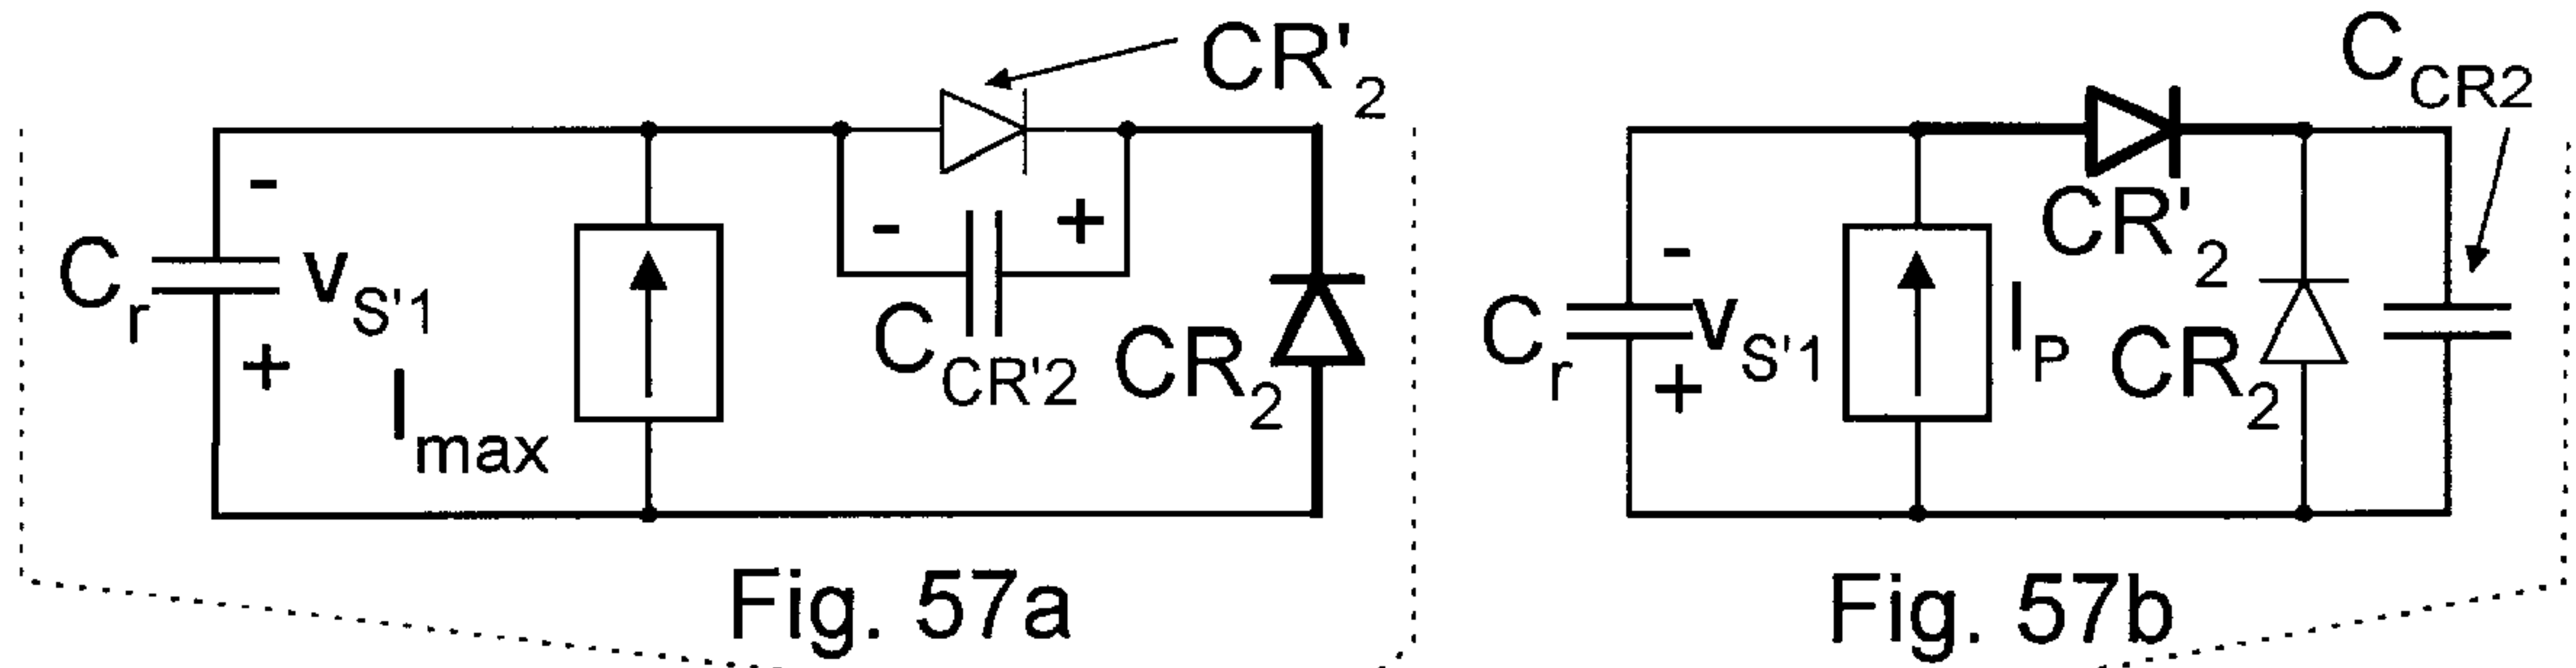 CR'2
-
Cr
vS'1
+
Imax
-
+
CCR'2
CR2
Fig. 57a
CCR2
CR'2
-
Cr
vS'1
+
IP
CR2
Fig. 57b